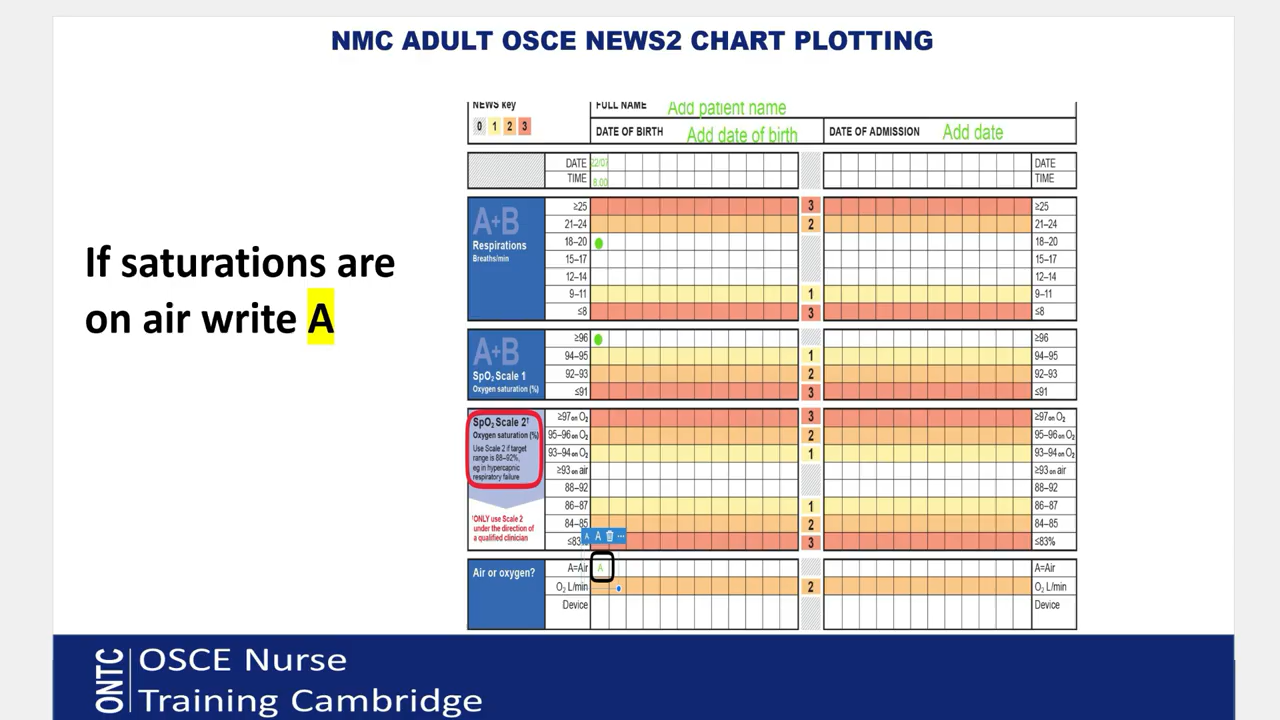 NMC ADULT OSCE NEWS2 CHART PLOTTING
If saturations are
on air write A
NEWS key
0 1 2 3
FULL NAME Add patient name
DATE OF BIRTH Add date of birth
DATE OF ADMISSION Add date
DATE 22/07 DATE
TIME 8.00 TIME
A+B
Respirations
Breaths/min
≥25 3 ≥25
21–24 2 21–24
18–20 18–20
15–17 15–17
12–14 12–14
9–11 1 9–11
≤8 3 ≤8
A+B
SpO₂ Scale 1
Oxygen saturation (%)
≥96 ≥96
94–95 1 94–95
92–93 2 92–93
≤91 3 ≤91
SpO₂ Scale 2†
Oxygen saturation (%)
Use Scale 2 if target
range is 88–92%,
eg in hypercapnic
respiratory failure
†ONLY use Scale 2
under the direction of
a qualified clinician
≥97 on O₂ 3 ≥97 on O₂
95–96 on O₂ 2 95–96 on O₂
93–94 on O₂ 1 93–94 on O₂
≥93 on air ≥93 on air
88–92 88–92
86–87 1 86–87
84–85 2 84–85
≤83% 3 ≤83%
A A
Air or oxygen?
A=Air A A=Air
O₂ L/min 2 O₂ L/min
Device Device
ONTC
OSCE Nurse
Training Cambridge